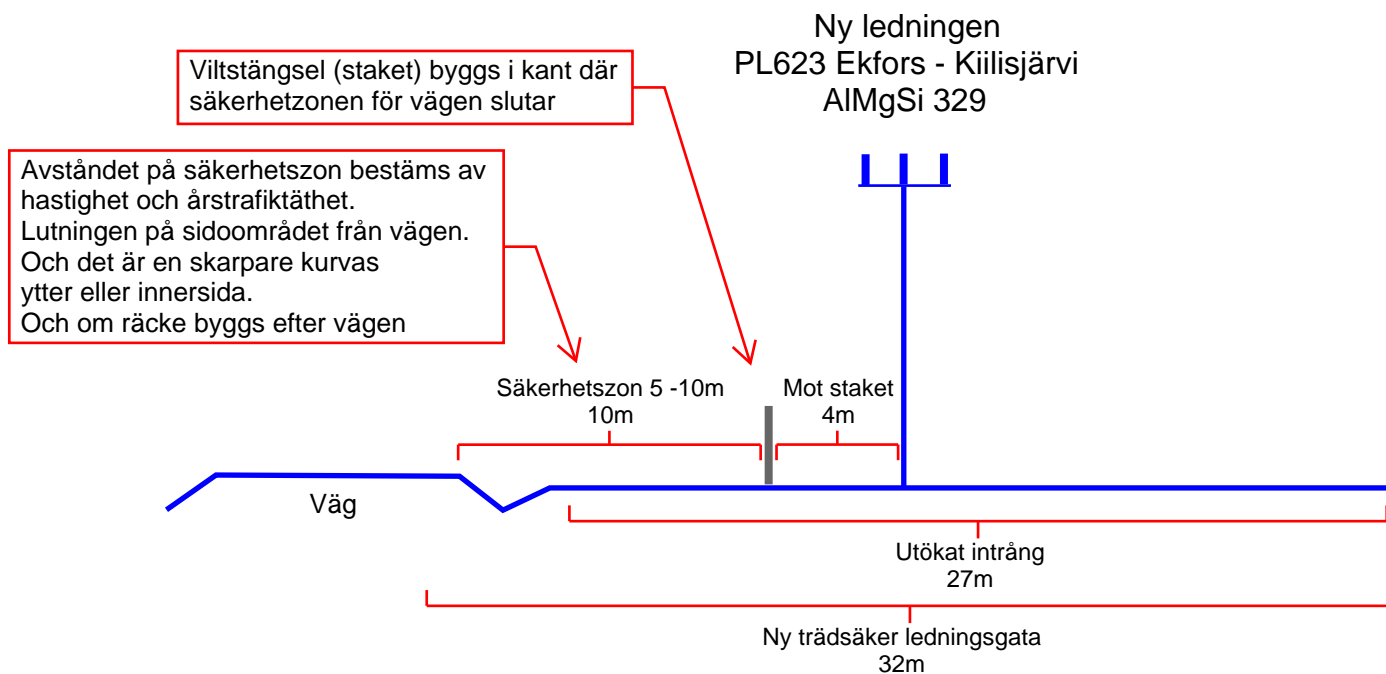 Ny ledningen
PL623 Ekfors - Kiilisjärvi
AlMgSi 329
Viltstängsel (staket) byggs i kant där
säkerhetzonen för vägen slutar
Avståndet på säkerhetszon bestäms av
hastighet och årstrafiktäthet.
Lutningen på sidoområdet från vägen.
Och det är en skarpare kurvas
ytter eller innersida.
Och om räcke byggs efter vägen
Säkerhetszon 5 -10m
10m
Mot staket
4m
Väg
Utökat intrång
27m
Ny trädsäker ledningsgata
32m